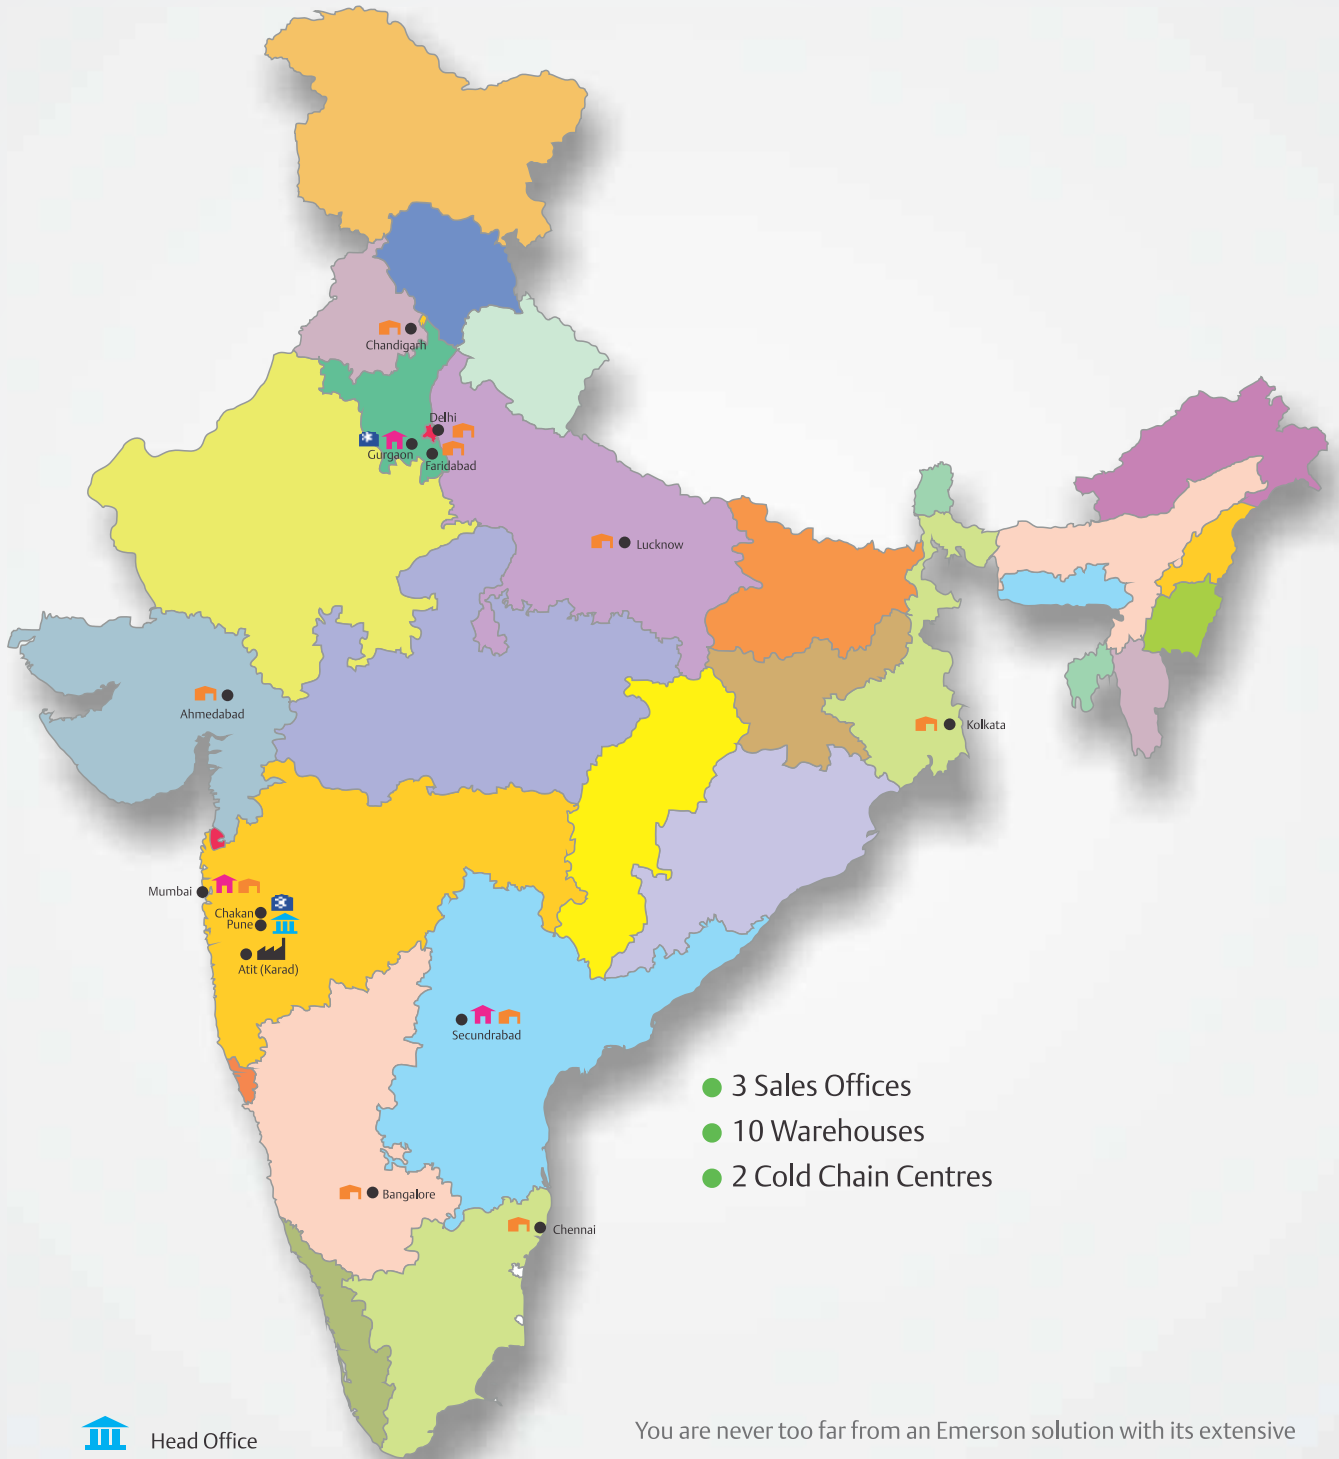 Chandigarh
Delhi
Gurgaon
Faridabad
Lucknow
Ahmedabad
Kolkata
Mumbai
Chakan
Pune
Atit (Karad)
Secundrabad
3 Sales Offices
10 Warehouses
2 Cold Chain Centres
Bangalore
Chennai
Head Office
You are never too far from an Emerson solution with its extensive